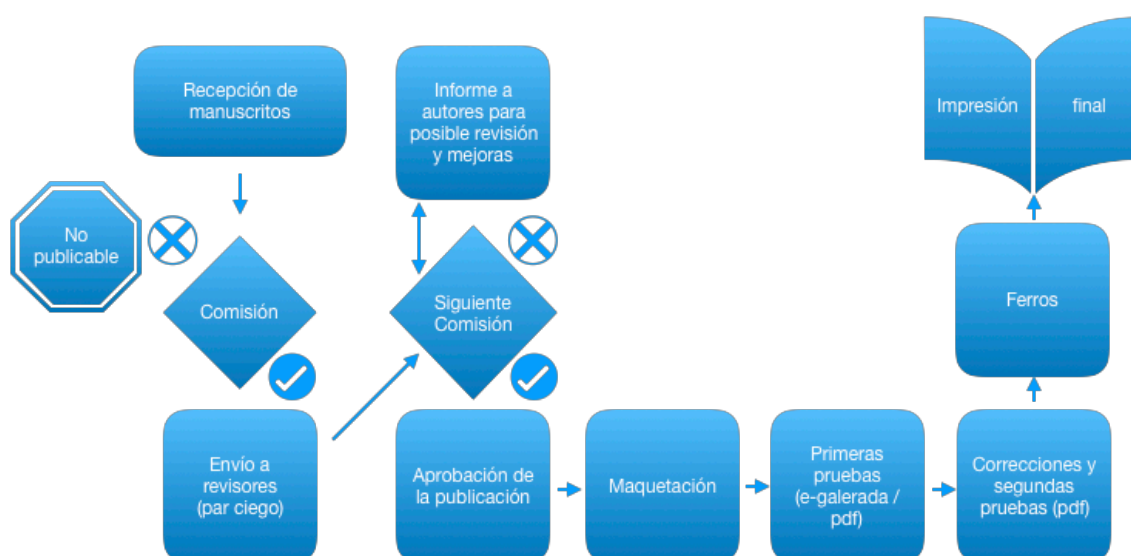 Recepción de
manuscritos
No
publicable
Comisión
Envío a
revisores
(par ciego)
Informe a
autores para
posible revisión
y mejoras
Siguiente
Comisión
Aprobación de
la publicación
Maquetación
Primeras
pruebas
(e-galerada /
pdf)
Correcciones y
segundas
pruebas (pdf)
Ferros
Impresión final